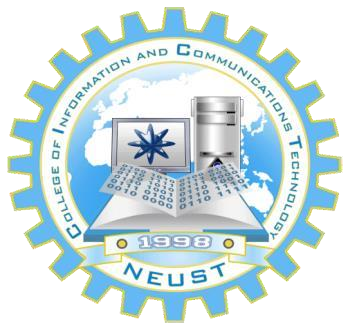 COLLEGE OF INFORMATION AND COMMUNICATIONS TECHNOLOGY
1998
NEUST